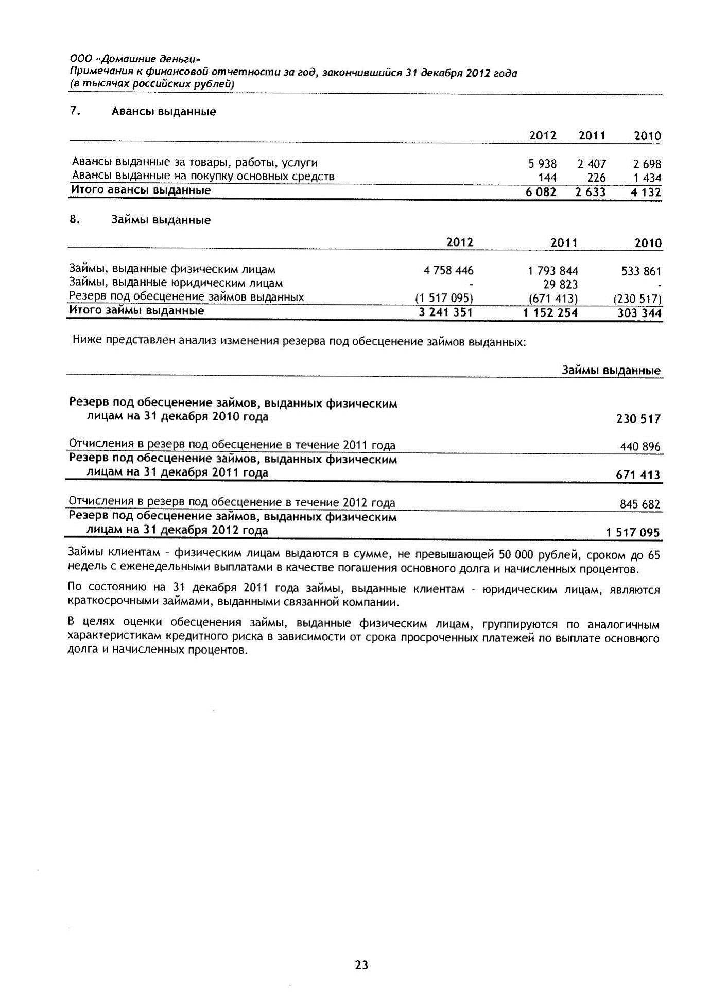 ООО «Домашние деньги»
Примечания к финансовой отчетности за год, закончившийся 31 декабря 2012 года
(в тысячах российских рублей)
7. Авансы выданные
2012 2011 2010
Авансы выданные за товары, работы, услуги 5 938 2 407 2 698
Авансы выданные на покупку основных средств 144 226 1 434
Итого авансы выданные 6 082 2 633 4 132
8. Займы выданные
2012 2011 2010
Займы, выданные физическим лицам 4 758 446 1 793 844 533 861
Займы, выданные юридическим лицам - 29 823 -
Резерв под обесценение займов выданных (1 517 095) (671 413) (230 517)
Итого займы выданные 3 241 351 1 152 254 303 344
Ниже представлен анализ изменения резерва под обесценение займов выданных:
Займы выданные
Резерв под обесценение займов, выданных физическим
лицам на 31 декабря 2010 года 230 517
Отчисления в резерв под обесценение в течение 2011 года 440 896
Резерв под обесценение займов, выданных физическим
лицам на 31 декабря 2011 года 671 413
Отчисления в резерв под обесценение в течение 2012 года 845 682
Резерв под обесценение займов, выданных физическим
лицам на 31 декабря 2012 года 1 517 095
Займы клиентам - физическим лицам выдаются в сумме, не превышающей 50 000 рублей, сроком до 65
недель с еженедельными выплатами в качестве погашения основного долга и начисленных процентов.
По состоянию на 31 декабря 2011 года займы, выданные клиентам - юридическим лицам, являются
краткосрочными займами, выданными связанной компании.
В целях оценки обесценения займы, выданные физическим лицам, группируются по аналогичным
характеристикам кредитного риска в зависимости от срока просроченных платежей по выплате основного
долга и начисленных процентов.
23